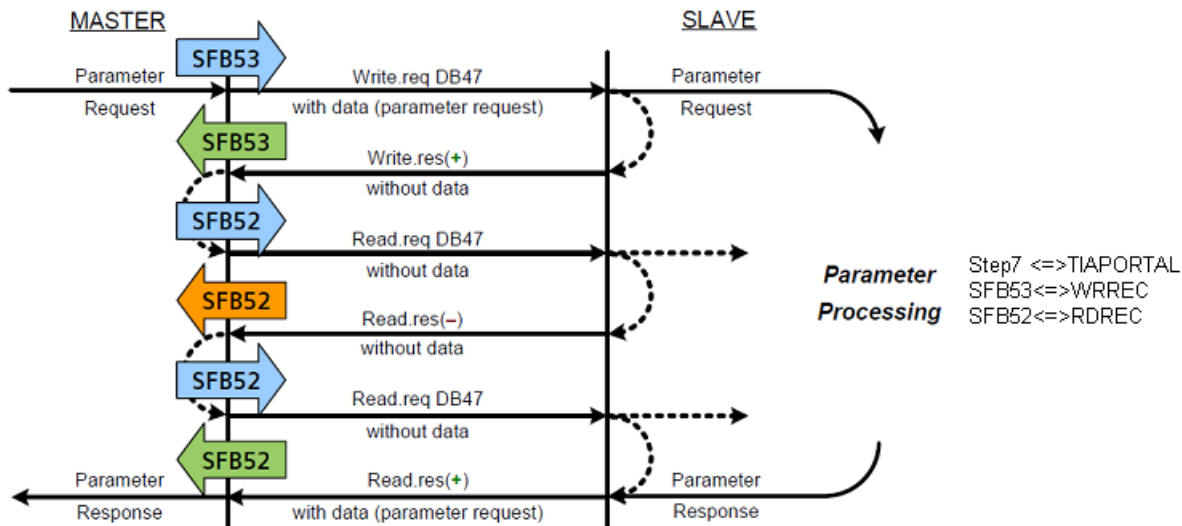 MASTER
SLAVE
SFB53
Parameter
Request
Write.req DB47
with data (parameter request)
Parameter
Request
SFB53
Write.res(+)
without data
SFB52
Read.req DB47
without data
Parameter
Processing
Step7 <=>TIAPORTAL
SFB53<=>WRREC
SFB52<=>RDREC
SFB52
Read.res(–)
without data
SFB52
Read.req DB47
without data
SFB52
Parameter
Response
Read.res(+)
with data (parameter request)
Parameter
Response